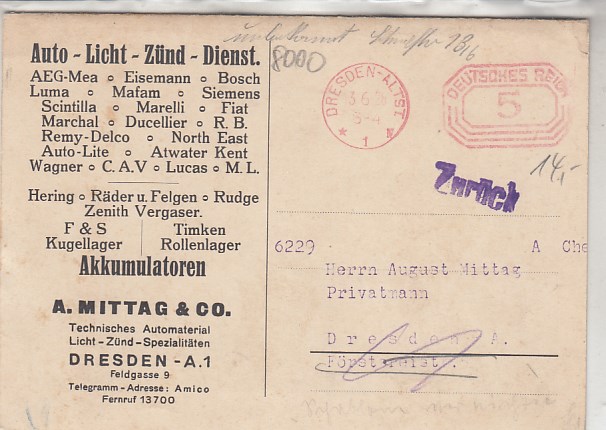 Auto - Licht - Zünd - Dienst.
AEG-Mea ∘ Eisemann ∘ Bosch
Luma ∘ Mafam ∘ Siemens
Scintilla ∘ Marelli ∘ Fiat
Marchal ∘ Ducellier ∘ R. B.
Remy-Delco ∘ North East
Auto-Lite ∘ Atwater Kent
Wagner ∘ C. A.V ∘ Lucas ∘ M. L.
Hering ∘ Räder u. Felgen ∘ Rudge
Zenith Vergaser.
F & S Timken
Kugellager Rollenlager
Akkumulatoren
A. MITTAG & CO.
Technisches Automaterial
Licht-Zünd-Spezialitäten
DRESDEN - A.1
Feldgasse 9
Telegramm-Adresse: Amico
Fernruf 13700
unbekannt
8000
DRESDEN-ALTST
1
DEUTSCHES REICH
5
14,-
Zurück
6229 A Che
Herrn August Mittag
Privatmann
Dresden A.